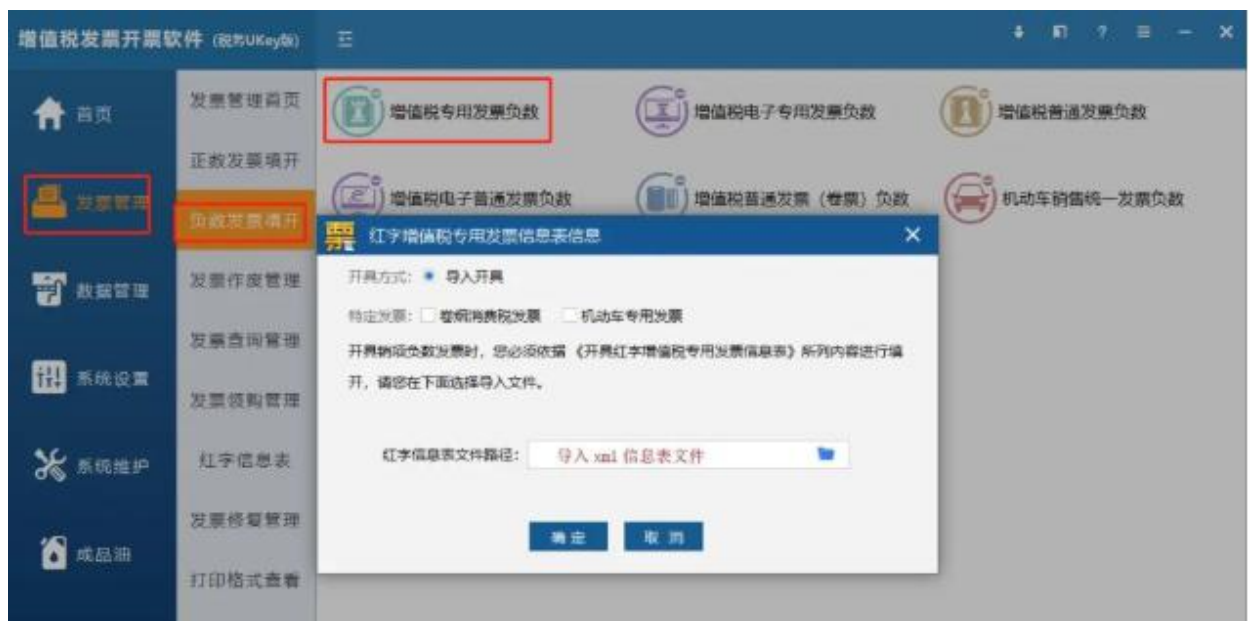 增值税发票开票软件 (税务UKey版)
首页
发票管理
数据管理
系统设置
系统维护
成品油
发票管理首页
正数发票填开
负数发票填开
发票作废管理
发票查询管理
发票领购管理
红字信息表
发票修复管理
打印格式查看
增值税专用发票负数
增值税电子专用发票负数
增值税普通发票负数
增值税电子普通发票负数
增值税普通发票（卷票）负数
机动车销售统一发票负数
票 红字增值税专用发票信息表信息
开具方式: 导入开具
特定发票: 卷烟消费税发票 机动车专用发票
开具销项负数发票时，您必须依据《开具红字增值税专用发票信息表》所列内容进行填
开，请您在下面选择导入文件。
红字信息表文件路径: 导入 xml 信息表文件
确定 取消